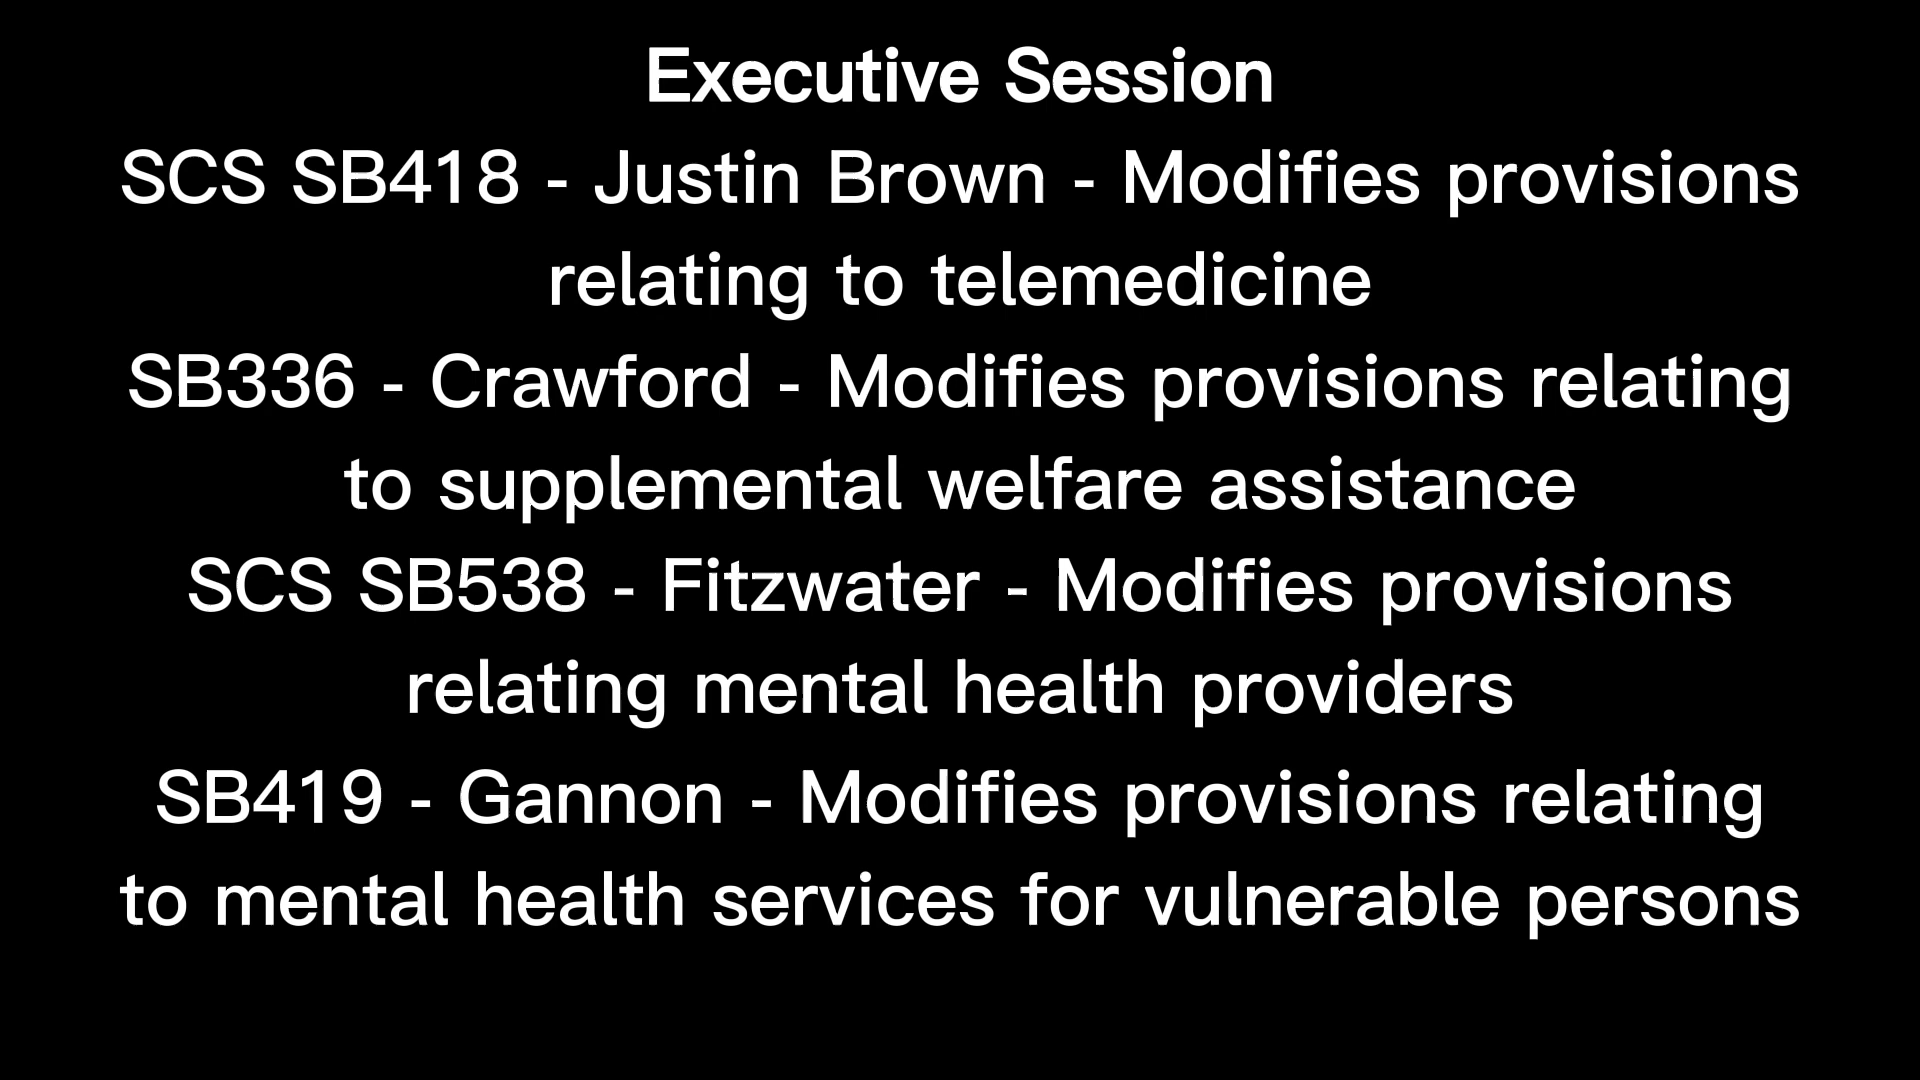 Executive Session
SCS SB418 - Justin Brown - Modifies provisions
relating to telemedicine
SB336 - Crawford - Modifies provisions relating
to supplemental welfare assistance
SCS SB538 - Fitzwater - Modifies provisions
relating mental health providers
SB419 - Gannon - Modifies provisions relating
to mental health services for vulnerable persons